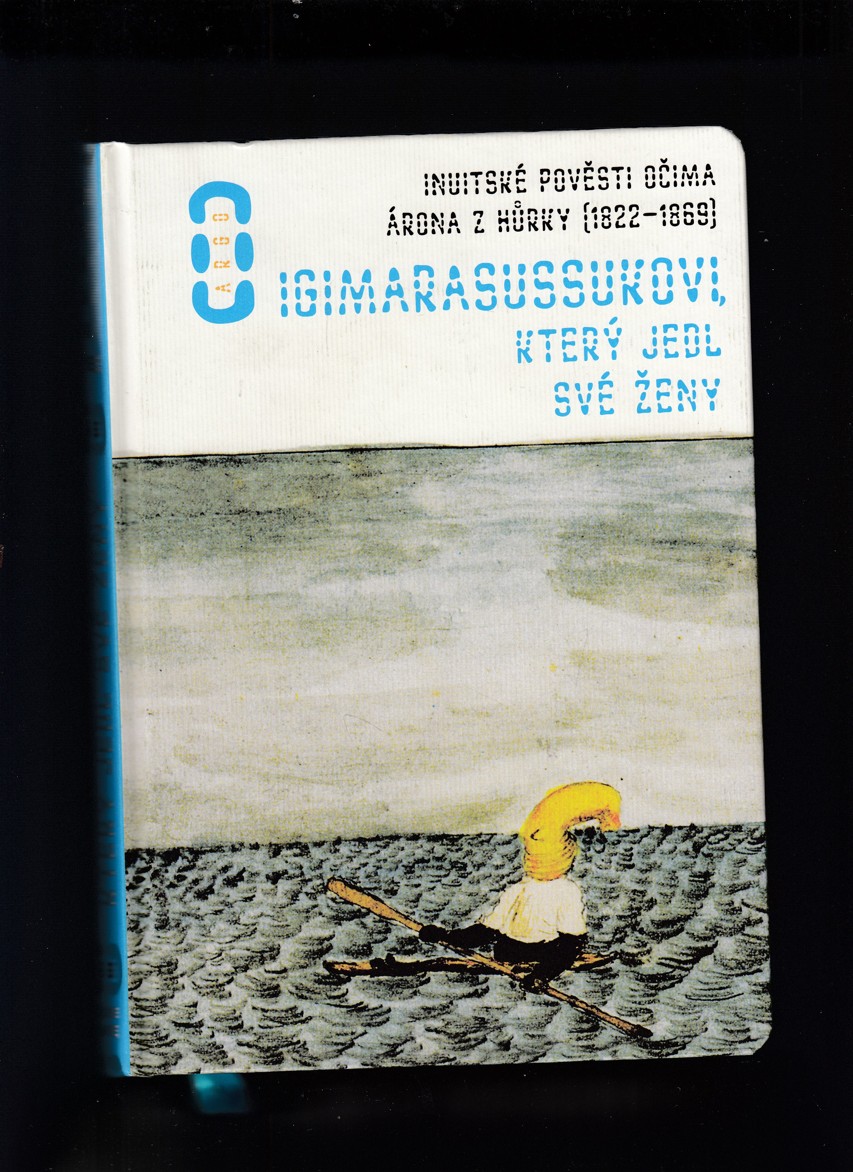 INUITSKÉ POVĚSTI OČIMA
ÁRONA Z HŮRKY (1822–1869)
O IGIMARASUSSUKOVI,
KTERÝ JEDL
SVÉ ŽENY
ARGO